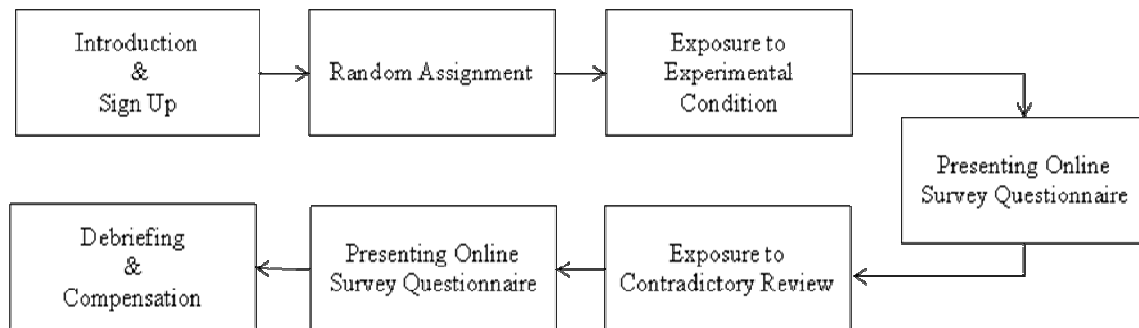 Introduction
&
Sign Up
Random Assignment
Exposure to
Experimental
Condition
Presenting Online
Survey Questionnaire
Exposure to
Contradictory Review
Presenting Online
Survey Questionnaire
Debriefing
&
Compensation